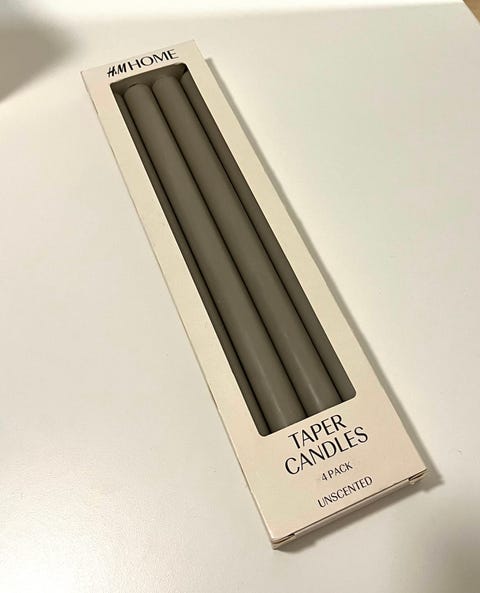 H&M HOME
TAPER
CANDLES
4 PACK
UNSCENTED